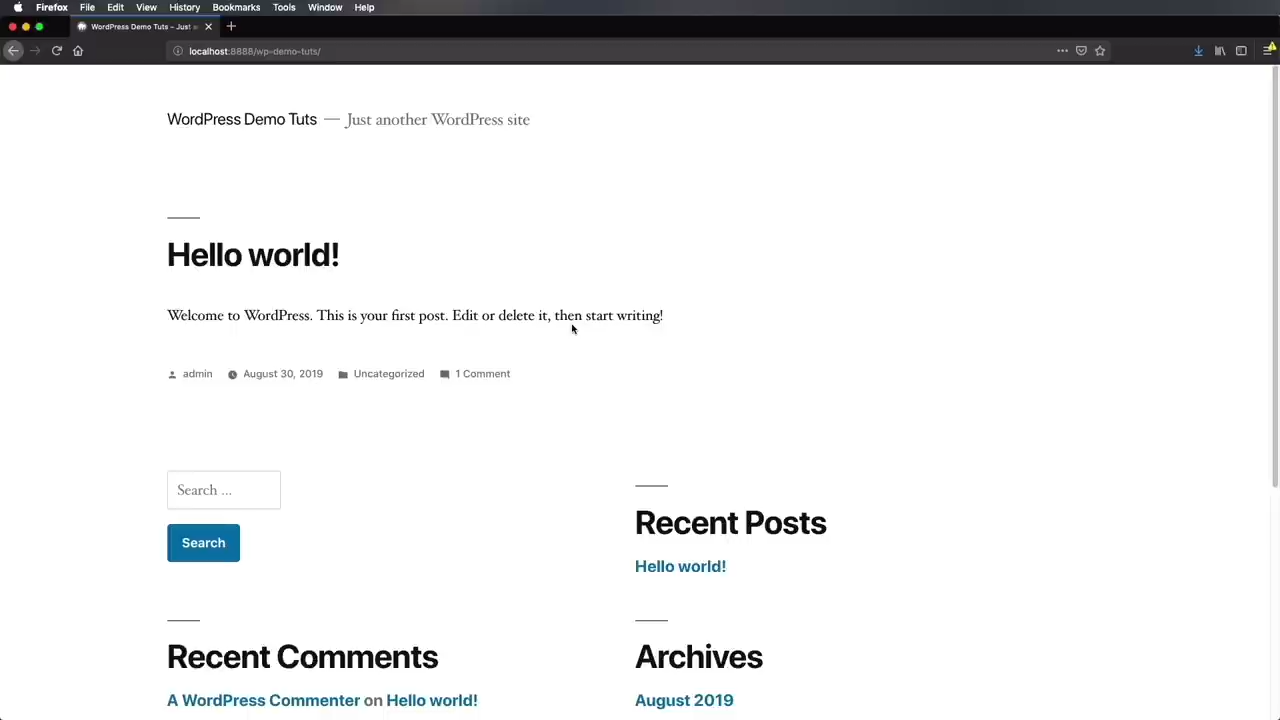 Firefox File Edit View History Bookmarks Tools Window Help
WordPress Demo Tuts – Just
localhost:8888/wp-demo-tuts/
WordPress Demo Tuts — Just another WordPress site
Hello world!
Welcome to WordPress. This is your first post. Edit or delete it, then start writing!
admin August 30, 2019 Uncategorized 1 Comment
Search ...
Search
Recent Posts
Hello world!
Recent Comments
A WordPress Commenter on Hello world!
Archives
August 2019